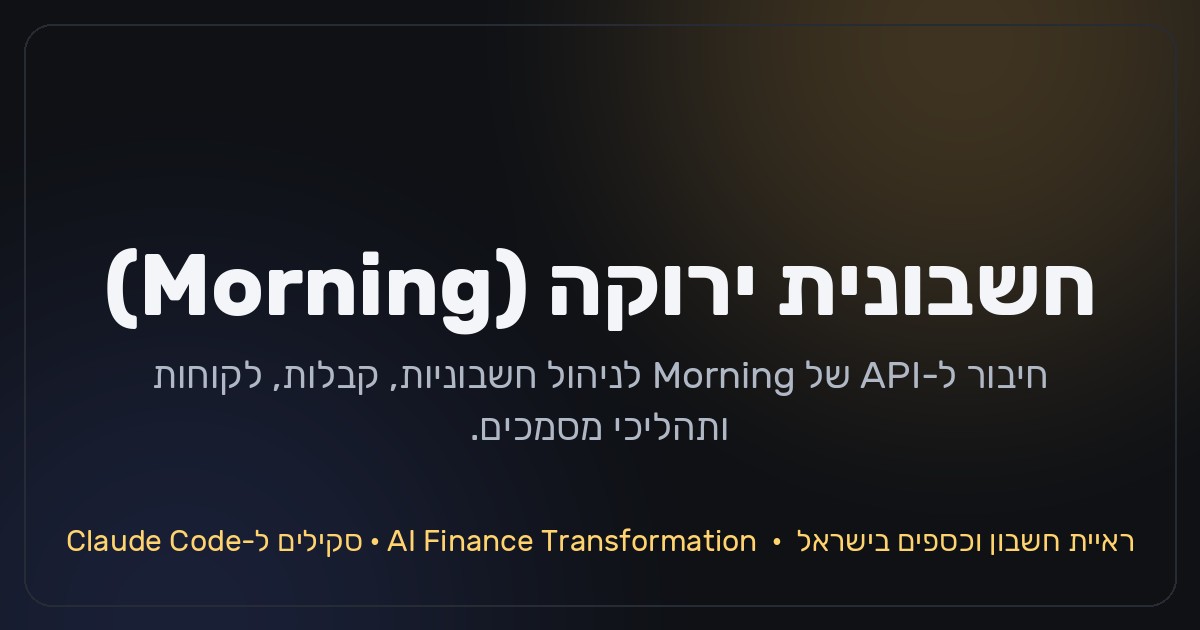 חשבונית ירוקה (Morning)
חיבור ל-API של Morning לניהול חשבוניות, קבלות, לקוחות
ותהליכי מסמכים.
ראיית חשבון וכספים בישראל • AI Finance Transformation • סקילים ל-Claude Code